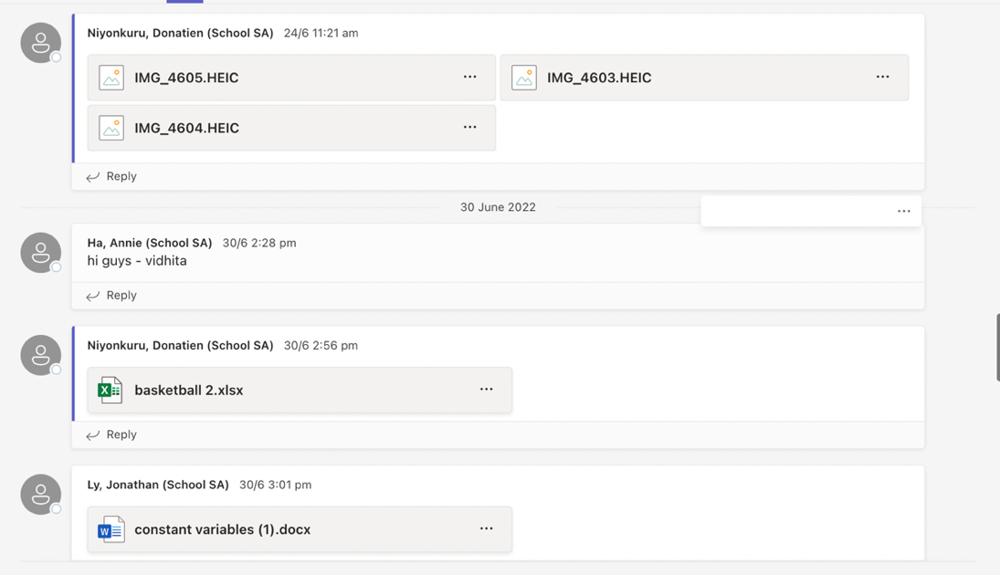 Niyonkuru, Donatien (School SA) 24/6 11:21 am
IMG_4605.HEIC ...
IMG_4603.HEIC ...
IMG_4604.HEIC ...
Reply
30 June 2022
...
Ha, Annie (School SA) 30/6 2:28 pm
hi guys - vidhita
Reply
Niyonkuru, Donatien (School SA) 30/6 2:56 pm
X basketball 2.xlsx ...
Reply
Ly, Jonathan (School SA) 30/6 3:01 pm
W constant variables (1).docx ...